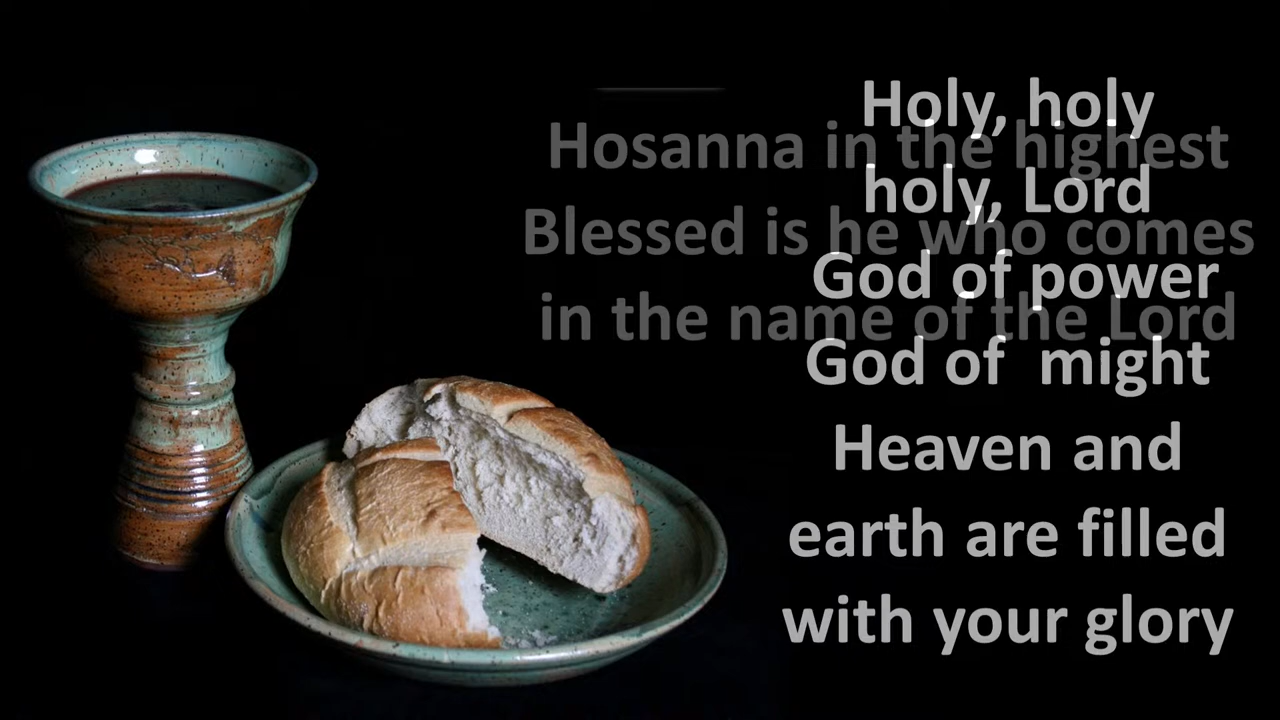 Holy, holy
holy, Lord
God of power
God of might
Heaven and
earth are filled
with your glory
Hosanna in the highest
Blessed is he who comes
in the name of the Lord